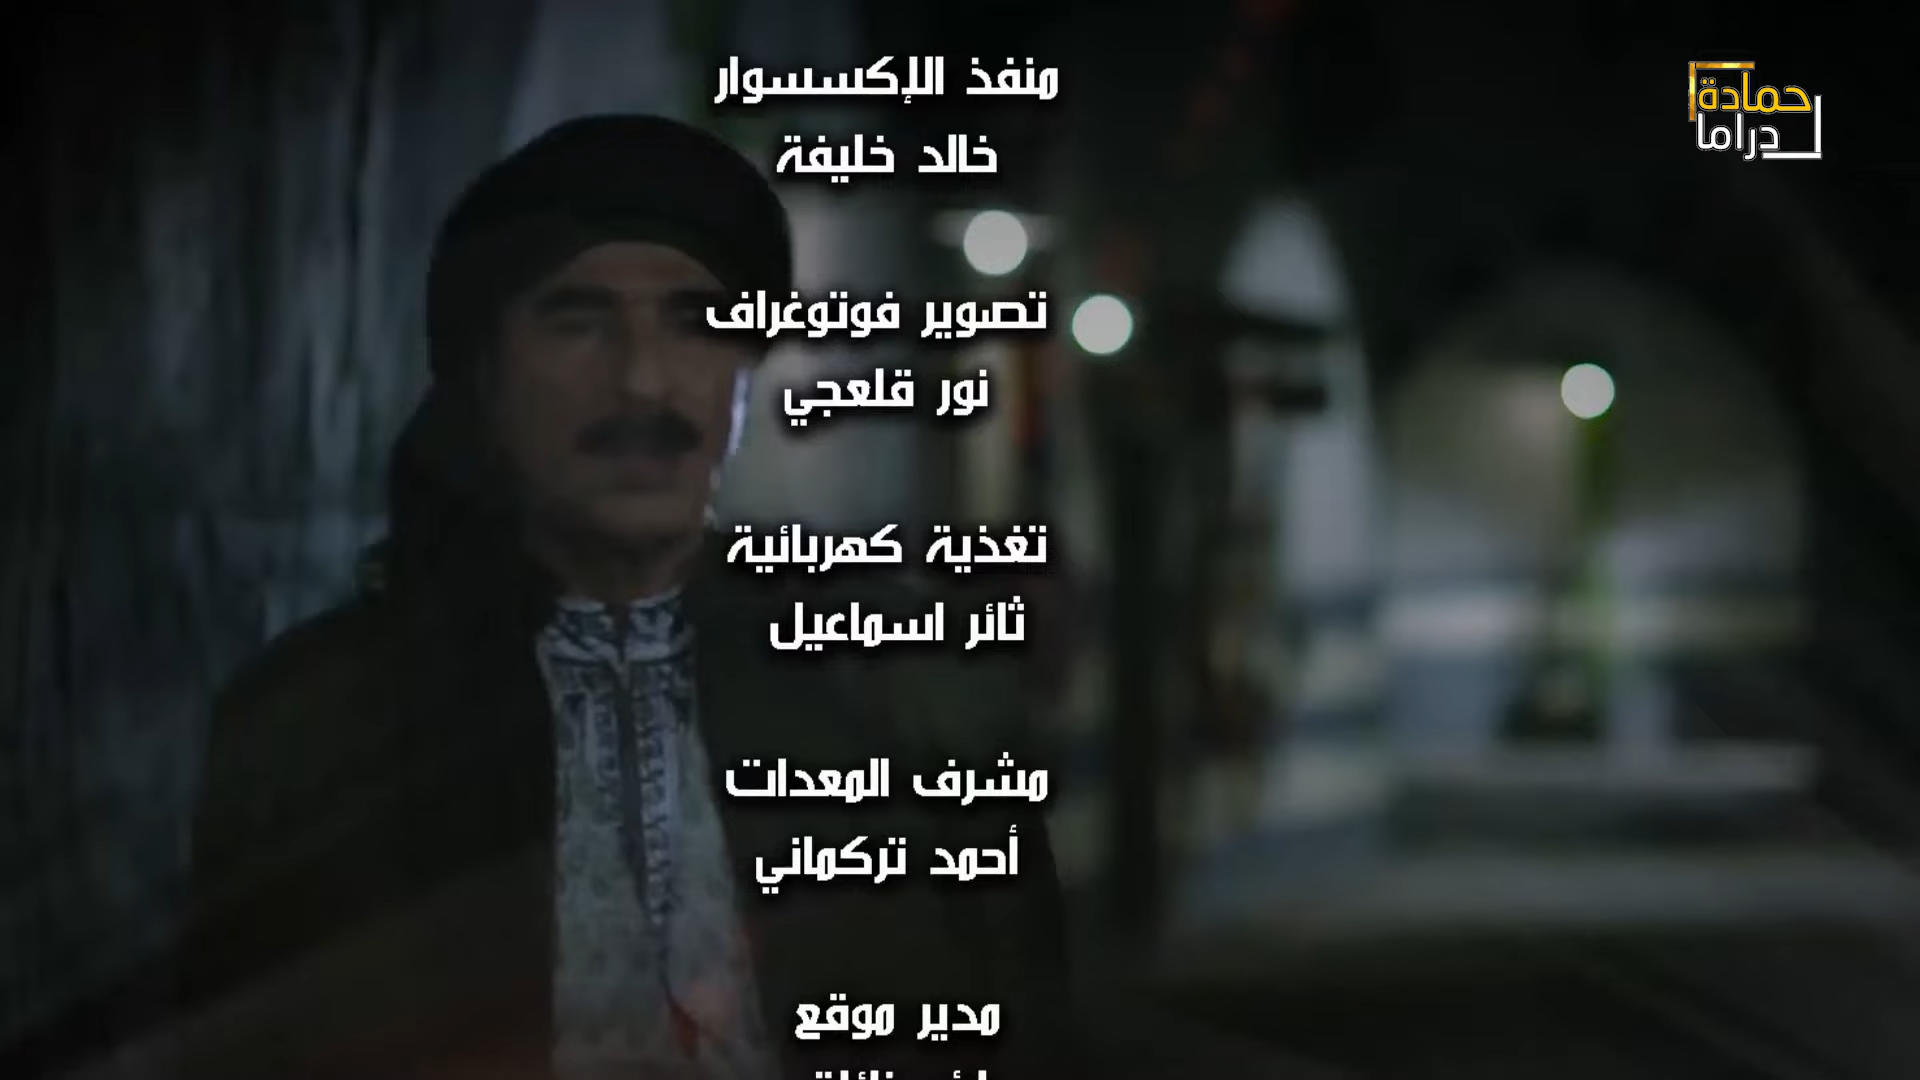 منفذ الإكسسوار
خالد خليفة
تصوير فوتوغراف
نور قلعجي
تغذية كهربائية
ثائر اسماعيل
مشرف المعدات
أحمد تركماني
مدير موقع
حمادة
دراما